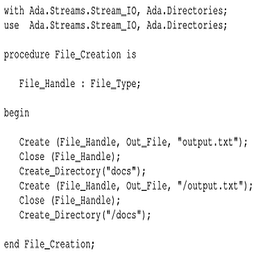 with Ada.Streams.Stream_IO, Ada.Directories;
use  Ada.Streams.Stream_IO, Ada.Directories;

procedure File_Creation is

   File_Handle : File_Type;

begin

   Create (File_Handle, Out_File, "output.txt");
   Close (File_Handle);
   Create_Directory("docs");
   Create (File_Handle, Out_File, "/output.txt");
   Close (File_Handle);
   Create_Directory("/docs");

end File_Creation;